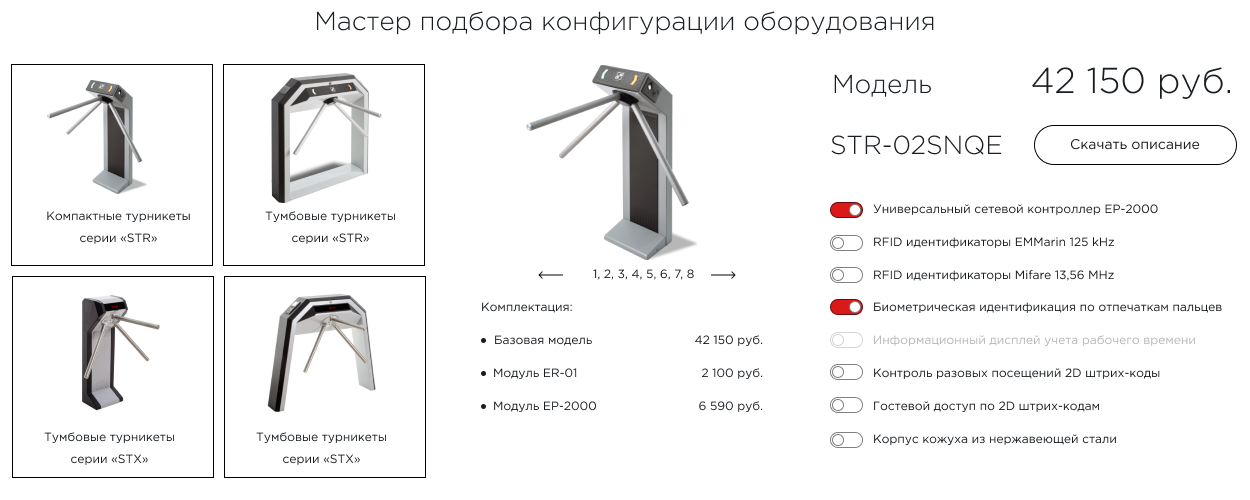 Мастер подбора конфигурации оборудования
Компактные турникеты
серии «STR»
Тумбовые турникеты
серии «STR»
Тумбовые турникеты
серии «STX»
Тумбовые турникеты
серии «STX»
1, 2, 3, 4, 5, 6, 7, 8
Комплектация:
Базовая модель 42 150 руб.
Модуль ER-01 2 100 руб.
Модуль EP-2000 6 590 руб.
Модель 42 150 руб.
STR-02SNQE Скачать описание
Универсальный сетевой контроллер EP-2000
RFID идентификаторы EMMarin 125 kHz
RFID идентификаторы Mifare 13,56 MHz
Биометрическая идентификация по отпечаткам пальцев
Информационный дисплей учета рабочего времени
Контроль разовых посещений 2D штрих-коды
Гостевой доступ по 2D штрих-кодам
Корпус кожуха из нержавеющей стали